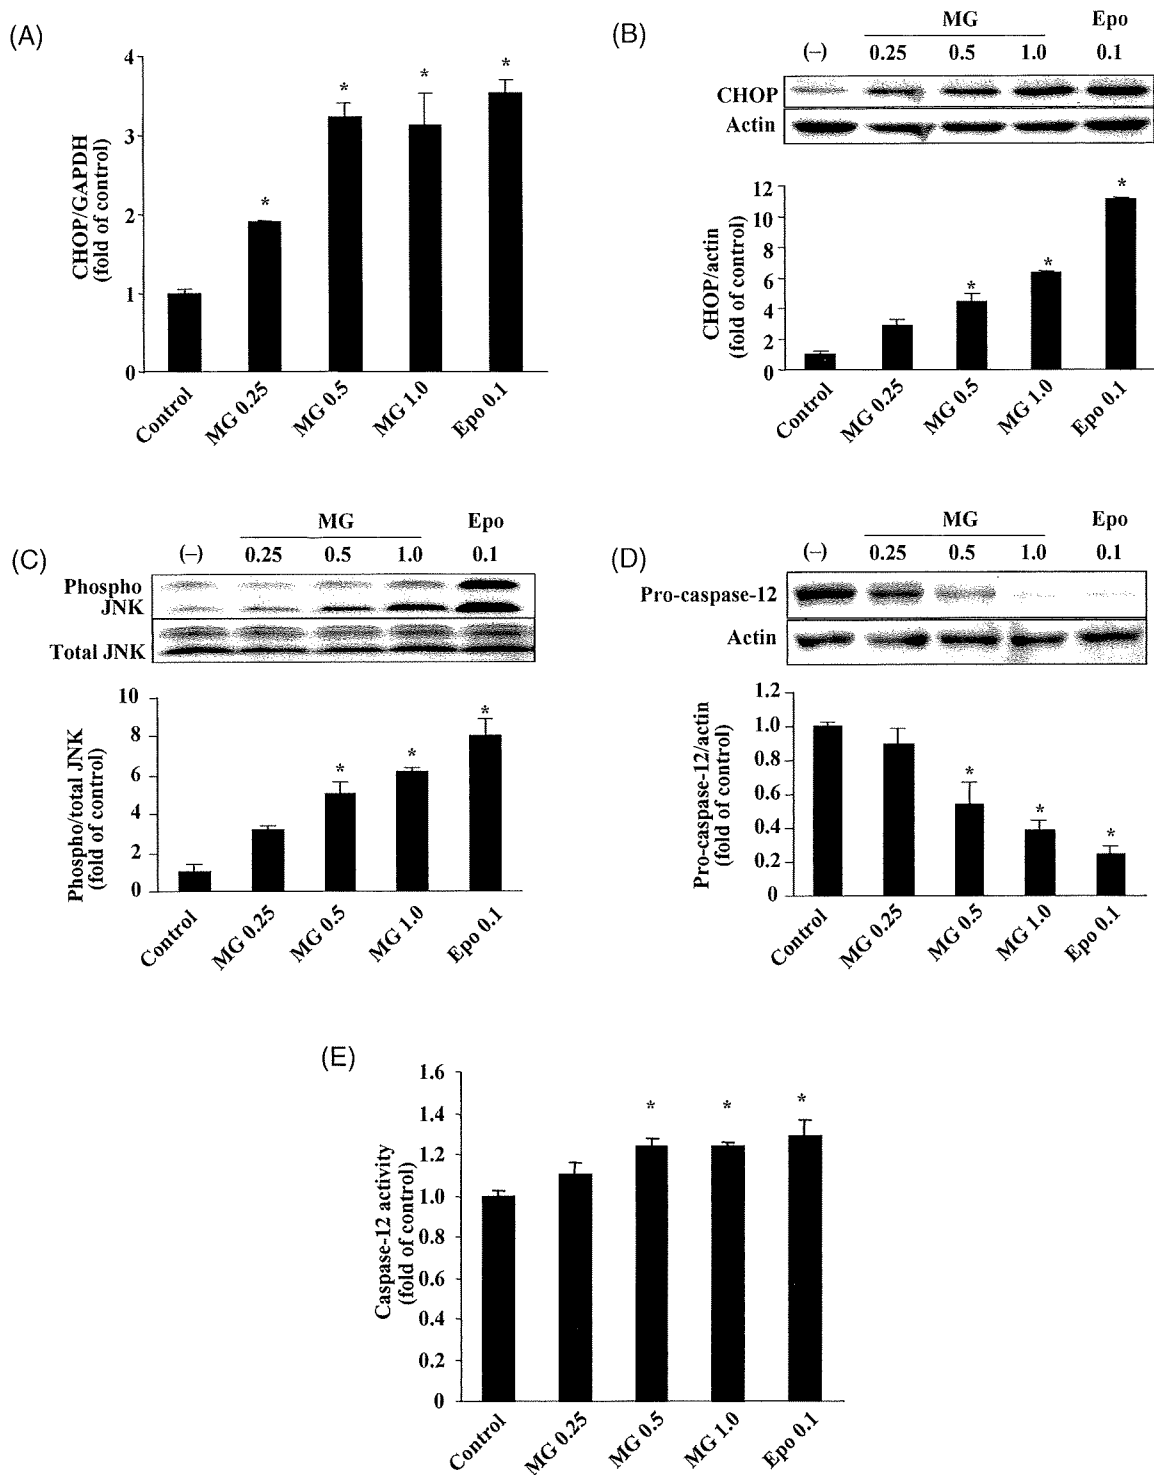 (A)
4
3
2
1
0
CHOP/GAPDH
(fold of control)
*
*
*
*
Control
MG 0.25
MG 0.5
MG 1.0
Epo 0.1
(B)
MG Epo
(–) 0.25 0.5 1.0 0.1
CHOP
Actin
12
10
8
6
4
2
0
CHOP/actin
(fold of control)
*
*
*
Control
MG 0.25
MG 0.5
MG 1.0
Epo 0.1
(C)
MG Epo
(–) 0.25 0.5 1.0 0.1
Phospho
JNK
Total JNK
10
8
6
4
2
0
Phospho/total JNK
(fold of control)
*
*
*
Control
MG 0.25
MG 0.5
MG 1.0
Epo 0.1
(D)
MG Epo
(–) 0.25 0.5 1.0 0.1
Pro-caspase-12
Actin
1.2
1.0
0.8
0.6
0.4
0.2
0
Pro-caspase-12/actin
(fold of control)
*
*
*
Control
MG 0.25
MG 0.5
MG 1.0
Epo 0.1
(E)
1.6
1.4
1.2
1.0
0.8
0.6
0.4
0.2
0
Caspase-12 activity
(fold of control)
*
*
*
Control
MG 0.25
MG 0.5
MG 1.0
Epo 0.1